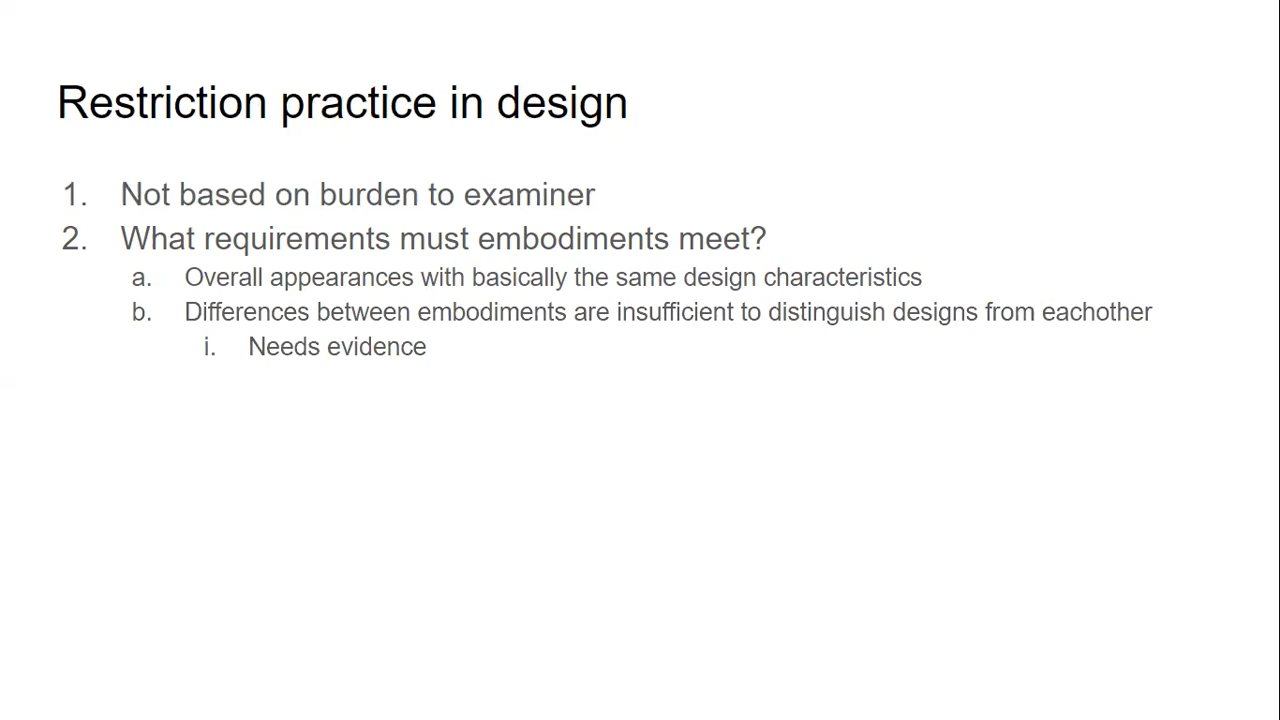 Restriction practice in design
1. Not based on burden to examiner
2. What requirements must embodiments meet?
a. Overall appearances with basically the same design characteristics
b. Differences between embodiments are insufficient to distinguish designs from eachother
i. Needs evidence